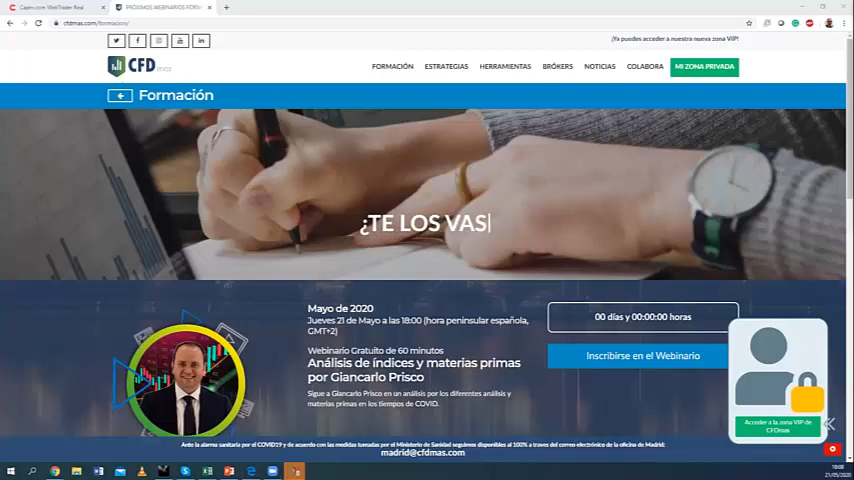 Capex.com WebTrader Real
PRÓXIMOS WEBINARIOS FORM
cfdmas.com/formacion/
¡Ya puedes acceder a nuestra nueva zona VIP!
CFD mas
FORMACIÓN ESTRATEGIAS HERRAMIENTAS BRÓKERS NOTICIAS COLABORA MI ZONA PRIVADA
Formación
¿TE LOS VAS|
Mayo de 2020
Jueves 21 de Mayo a las 18:00 (hora peninsular española,
GMT+2)
Webinario Gratuito de 60 minutos
Análisis de índices y materias primas
por Giancarlo Prisco
Sigue a Giancarlo Prisco en un análisis por los diferentes análisis y
materias primas en los tiempos de COVID.
00 días y 00:00:00 horas
Inscribirse en el Webinario
Acceder a la zona VIP de
CFDmas
Ante la alarma sanitaria por el COVID19 y de acuerdo con las medidas tomadas por el Ministerio de Sanidad seguimos disponibles al 100% a traves del correo electrónico de la oficina de Madrid:
madrid@cfdmas.com
18:08
21/05/2020